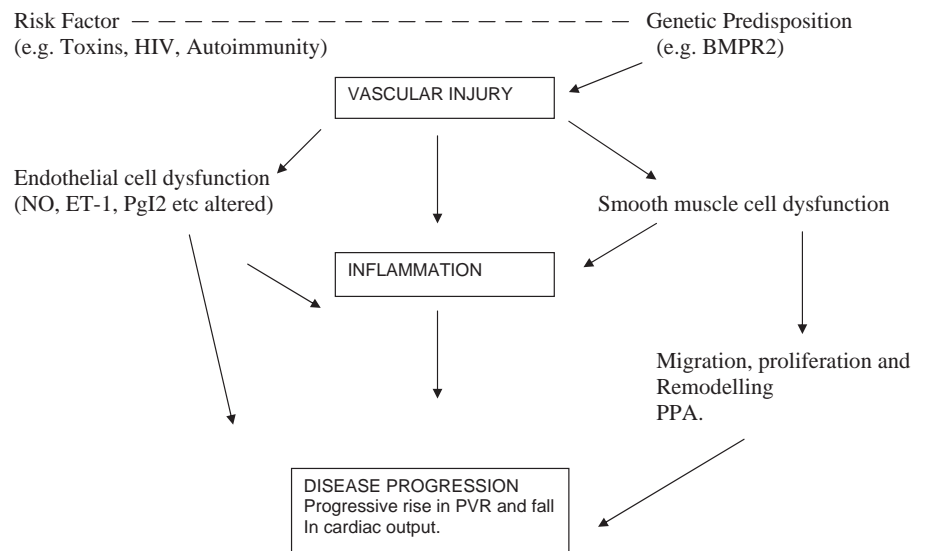 Risk Factor
(e.g. Toxins, HIV, Autoimmunity)
Genetic Predisposition
(e.g. BMPR2)
VASCULAR INJURY
Endothelial cell dysfunction
(NO, ET-1, PgI2 etc altered)
Smooth muscle cell dysfunction
INFLAMMATION
Migration, proliferation and
Remodelling
PPA.
DISEASE PROGRESSION
Progressive rise in PVR and fall
In cardiac output.